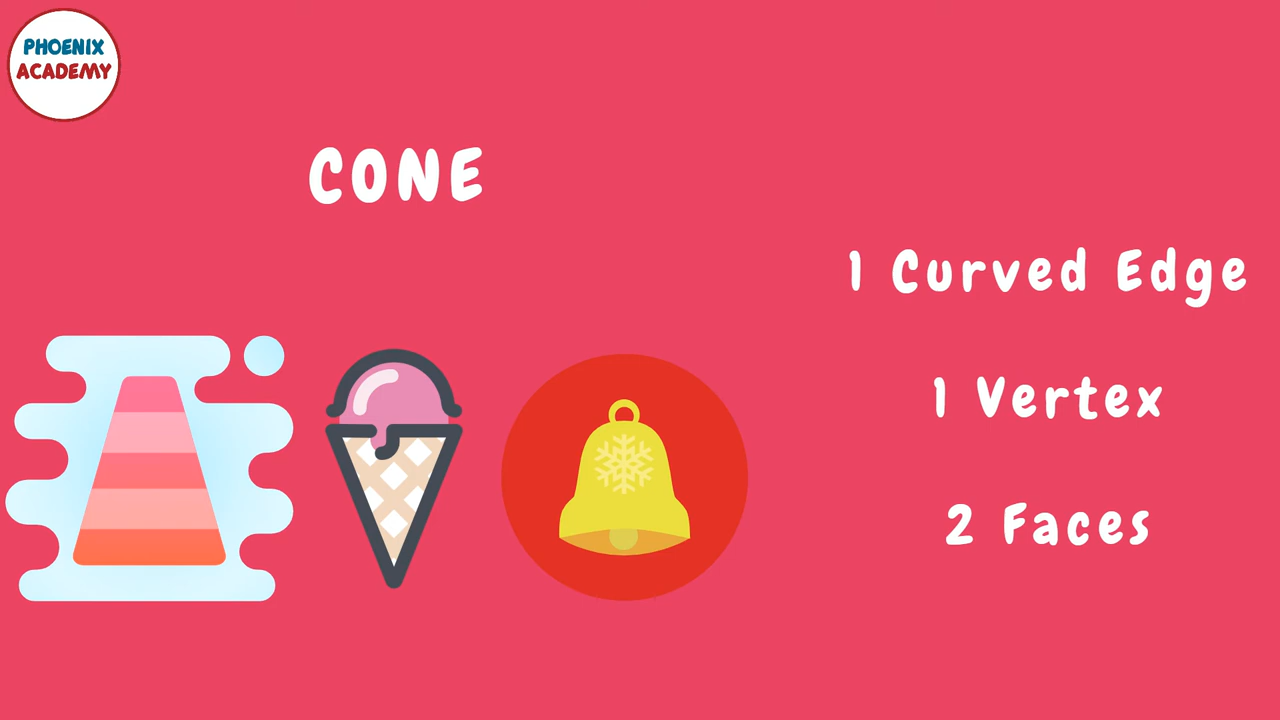 PHOENIX
ACADEMY
CONE
1 Curved Edge
1 Vertex
2 Faces